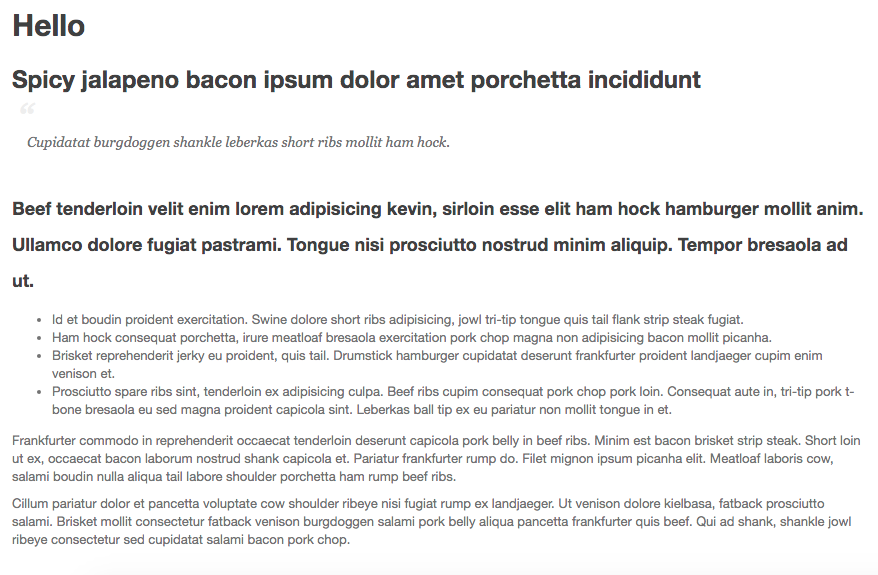 Hello
Spicy jalapeno bacon ipsum dolor amet porchetta incididunt
“
Cupidatat burgdoggen shankle leberkas short ribs mollit ham hock.
Beef tenderloin velit enim lorem adipisicing kevin, sirloin esse elit ham hock hamburger mollit anim.
Ullamco dolore fugiat pastrami. Tongue nisi prosciutto nostrud minim aliquip. Tempor bresaola ad
ut.
• Id et boudin proident exercitation. Swine dolore short ribs adipisicing, jowl tri-tip tongue quis tail flank strip steak fugiat.
• Ham hock consequat porchetta, irure meatloaf bresaola exercitation pork chop magna non adipisicing bacon mollit picanha.
• Brisket reprehenderit jerky eu proident, quis tail. Drumstick hamburger cupidatat deserunt frankfurter proident landjaeger cupim enim
venison et.
• Prosciutto spare ribs sint, tenderloin ex adipisicing culpa. Beef ribs cupim consequat pork chop pork loin. Consequat aute in, tri-tip pork t-
bone bresaola eu sed magna proident capicola sint. Leberkas ball tip ex eu pariatur non mollit tongue in et.
Frankfurter commodo in reprehenderit occaecat tenderloin deserunt capicola pork belly in beef ribs. Minim est bacon brisket strip steak. Short loin
ut ex, occaecat bacon laborum nostrud shank capicola et. Pariatur frankfurter rump do. Filet mignon ipsum picanha elit. Meatloaf laboris cow,
salami boudin nulla aliqua tail labore shoulder porchetta ham rump beef ribs.
Cillum pariatur dolor et pancetta voluptate cow shoulder ribeye nisi fugiat rump ex landjaeger. Ut venison dolore kielbasa, fatback prosciutto
salami. Brisket mollit consectetur fatback venison burgdoggen salami pork belly aliqua pancetta frankfurter quis beef. Qui ad shank, shankle jowl
ribeye consectetur sed cupidatat salami bacon pork chop.